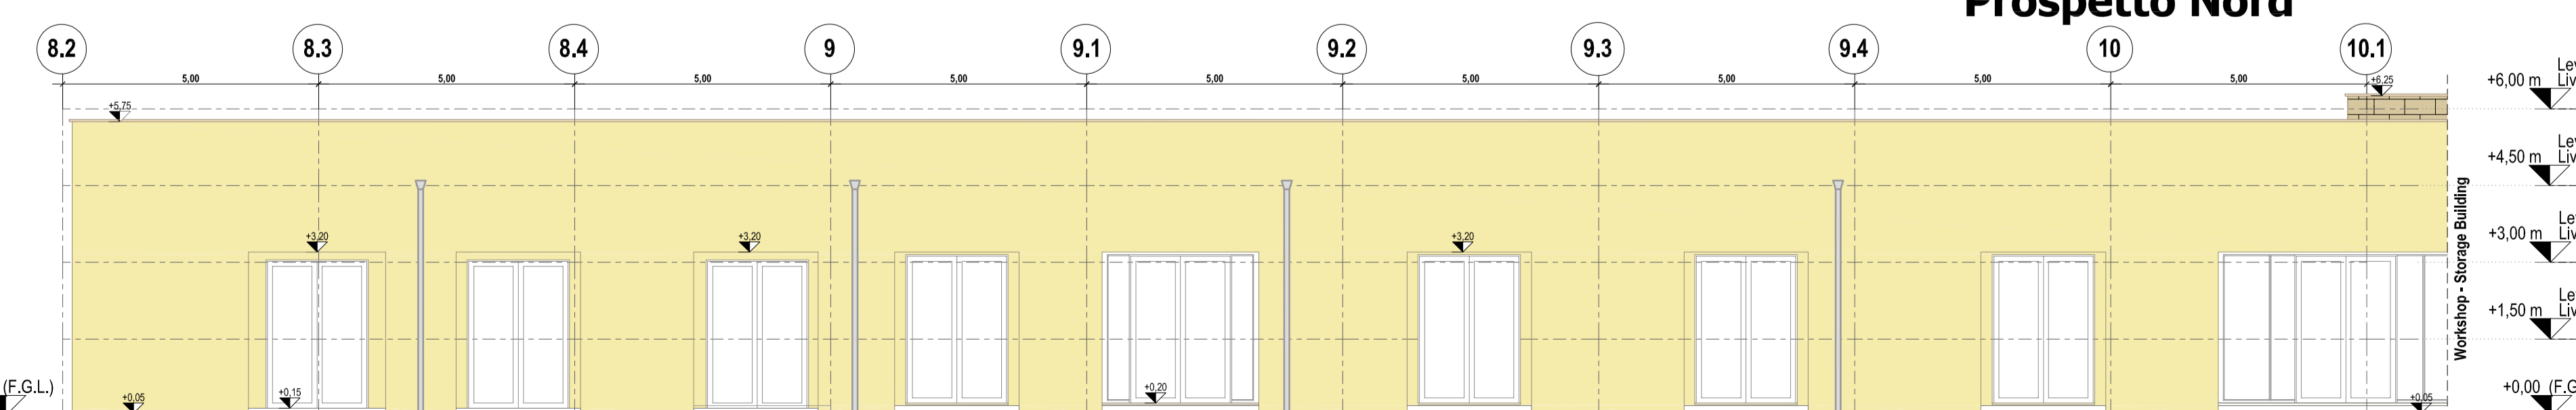 Prospetto Nord
8.2 8.3 8.4 9 9.1 9.2 9.3 9.4 10 10.1
5,00 5,00 5,00 5,00 5,00 5,00 5,00 5,00 5,00
+5,75
+6,25
+6,00 m
+4,50 m
+3,20 +3,20 +3,20
+3,00 m
+1,50 m
Workshop - Storage Building
(F.G.L.)
+0,05 +0,15 +0,20 +0,05
+0,00 (F.G